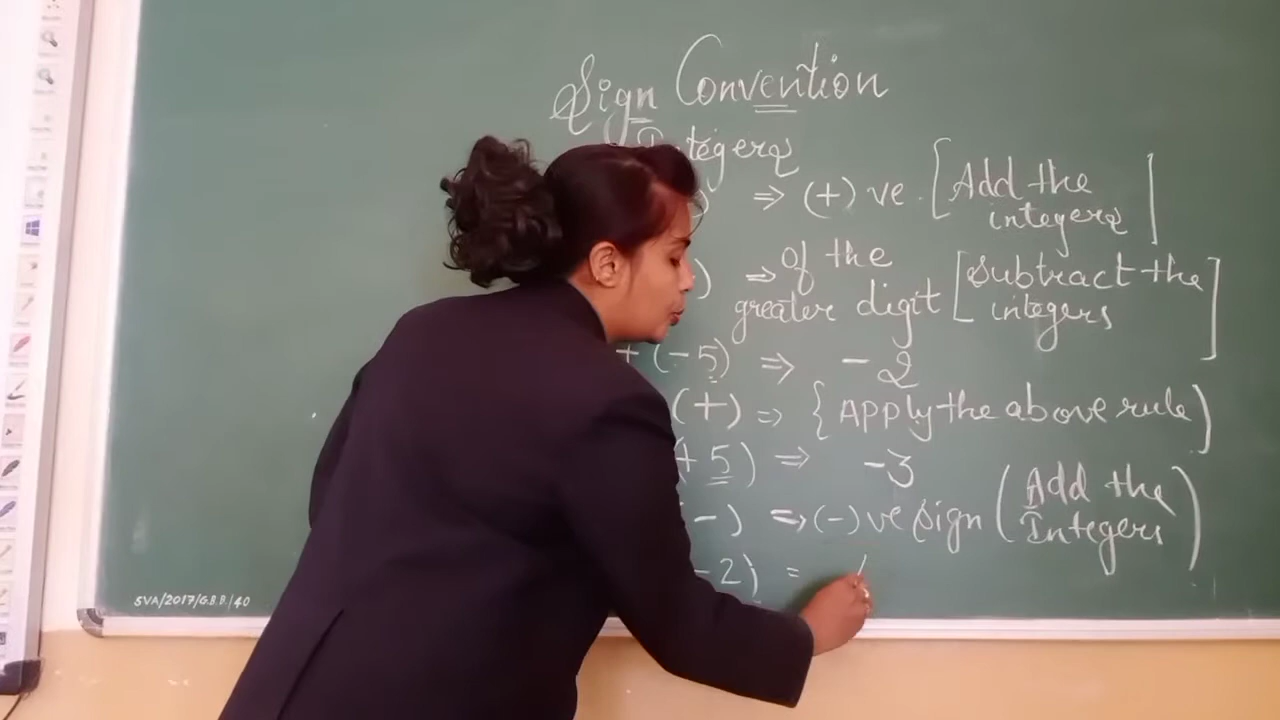 Sign Convention
Integers
) ⇒ (+) ve [Add the integers]
) ⇒ of the greater digit [Subtract the integers]
+ (-5) ⇒ -2
(+) ⇒ { Apply the above rule )
+5) ⇒ -3
(-) ⇒ (-) ve sign (Add the Integers)
-2) =
SVA/2017/G.B.B./40